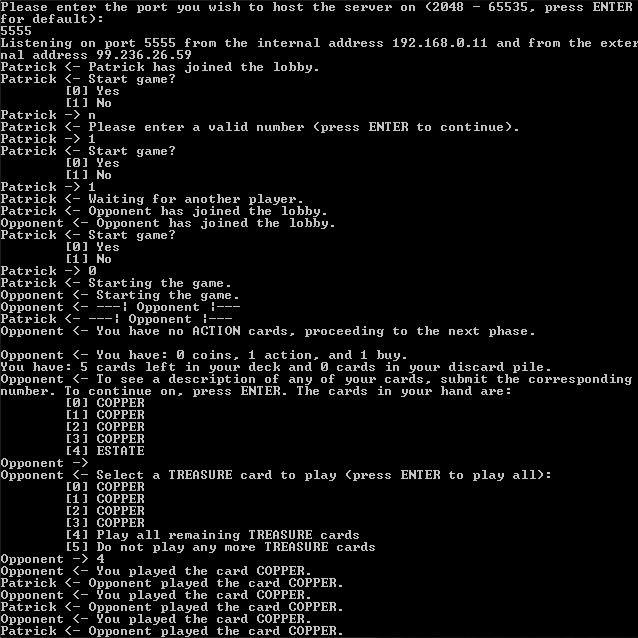 Please enter the port you wish to host the server on (2048 - 65535, press ENTER
for default):
5555
Listening on port 5555 from the internal address 192.168.0.11 and from the exter
nal address 99.236.26.59
Patrick <- Patrick has joined the lobby.
Patrick <- Start game?
[0] Yes
[1] No
Patrick -> n
Patrick <- Please enter a valid number (press ENTER to continue).
Patrick -> 1
Patrick <- Start game?
[0] Yes
[1] No
Patrick -> 1
Patrick <- Waiting for another player.
Patrick <- Opponent has joined the lobby.
Opponent <- Opponent has joined the lobby.
Patrick <- Start game?
[0] Yes
[1] No
Patrick -> 0
Patrick <- Starting the game.
Opponent <- Starting the game.
Opponent <- ---| Opponent |---
Patrick <- ---| Opponent |---
Opponent <- You have no ACTION cards, proceeding to the next phase.
Opponent <- You have: 0 coins, 1 action, and 1 buy.
You have: 5 cards left in your deck and 0 cards in your discard pile.
Opponent <- To see a description of any of your cards, submit the corresponding
number. To continue on, press ENTER. The cards in your hand are:
[0] COPPER
[1] COPPER
[2] COPPER
[3] COPPER
[4] ESTATE
Opponent ->
Opponent <- Select a TREASURE card to play (press ENTER to play all):
[0] COPPER
[1] COPPER
[2] COPPER
[3] COPPER
[4] Play all remaining TREASURE cards
[5] Do not play any more TREASURE cards
Opponent -> 4
Opponent <- You played the card COPPER.
Patrick <- Opponent played the card COPPER.
Opponent <- You played the card COPPER.
Patrick <- Opponent played the card COPPER.
Opponent <- You played the card COPPER.
Patrick <- Opponent played the card COPPER.